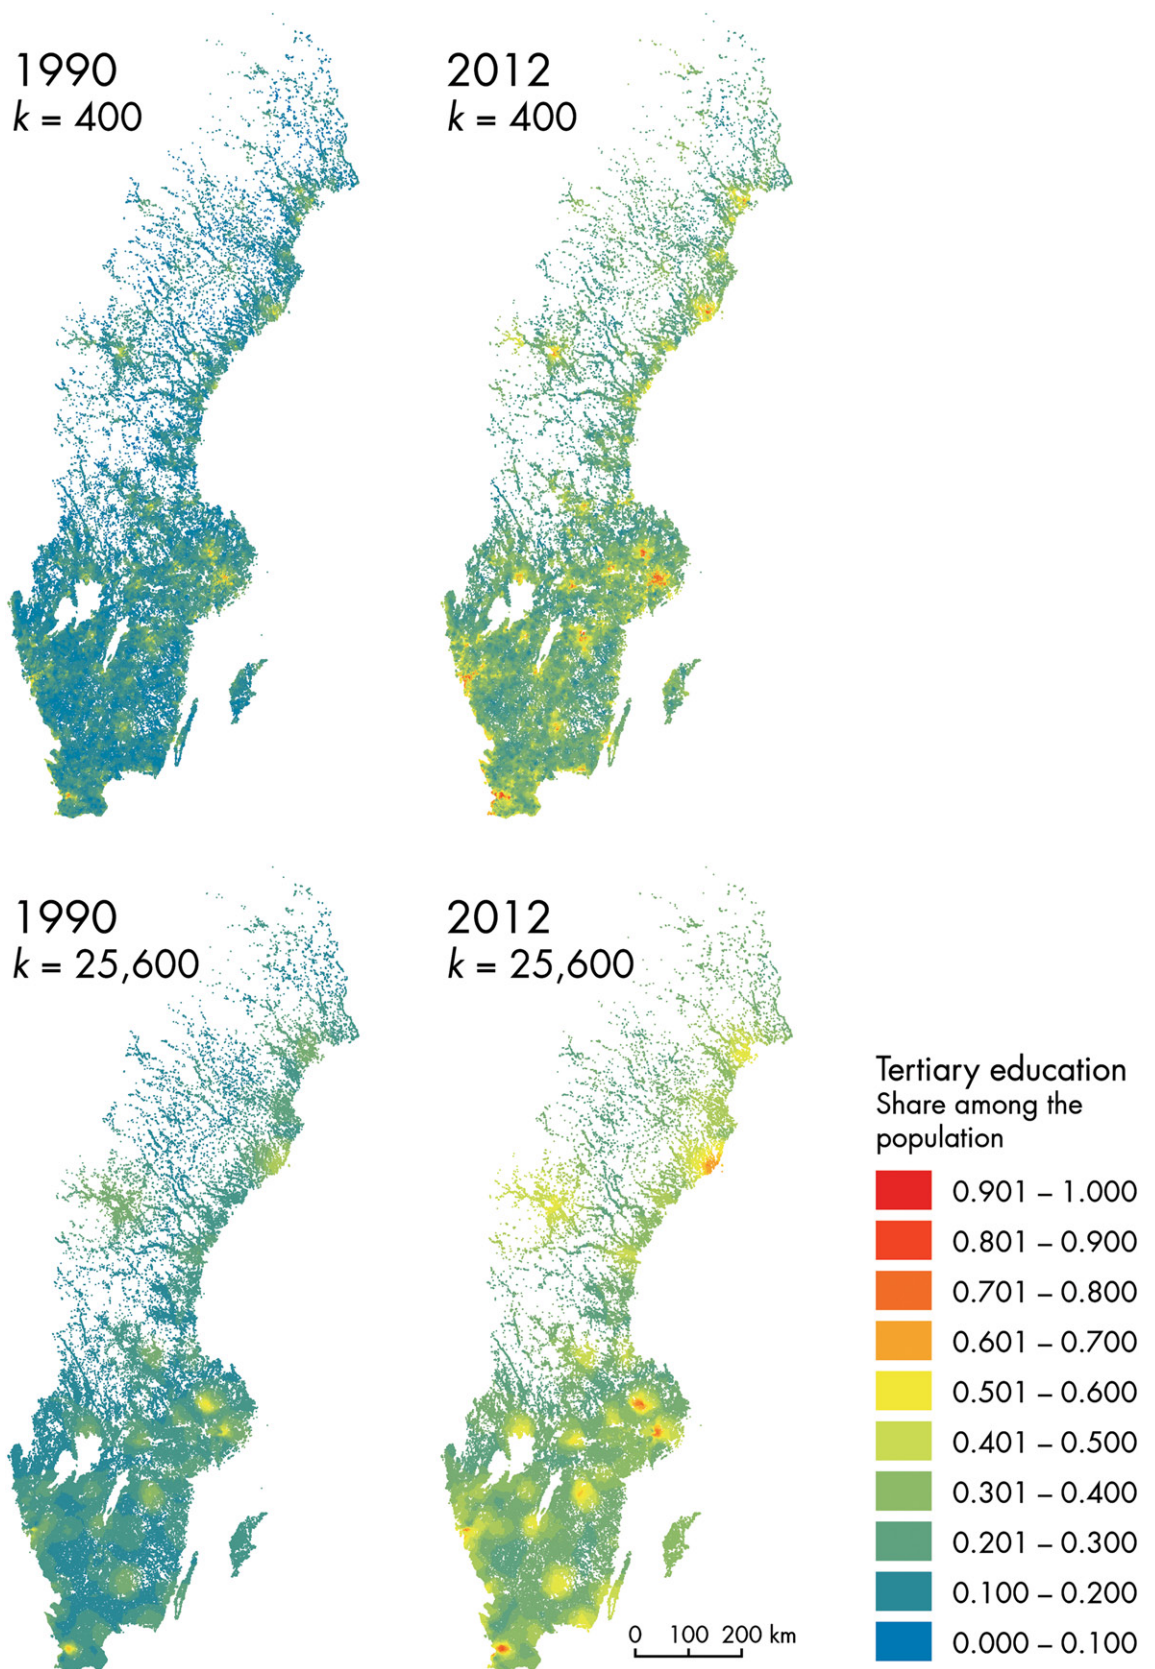 1990
k = 400
2012
k = 400
1990
k = 25,600
2012
k = 25,600
Tertiary education
Share among the
population
0.901 – 1.000
0.801 – 0.900
0.701 – 0.800
0.601 – 0.700
0.501 – 0.600
0.401 – 0.500
0.301 – 0.400
0.201 – 0.300
0.100 – 0.200
0.000 – 0.100
0 100 200 km